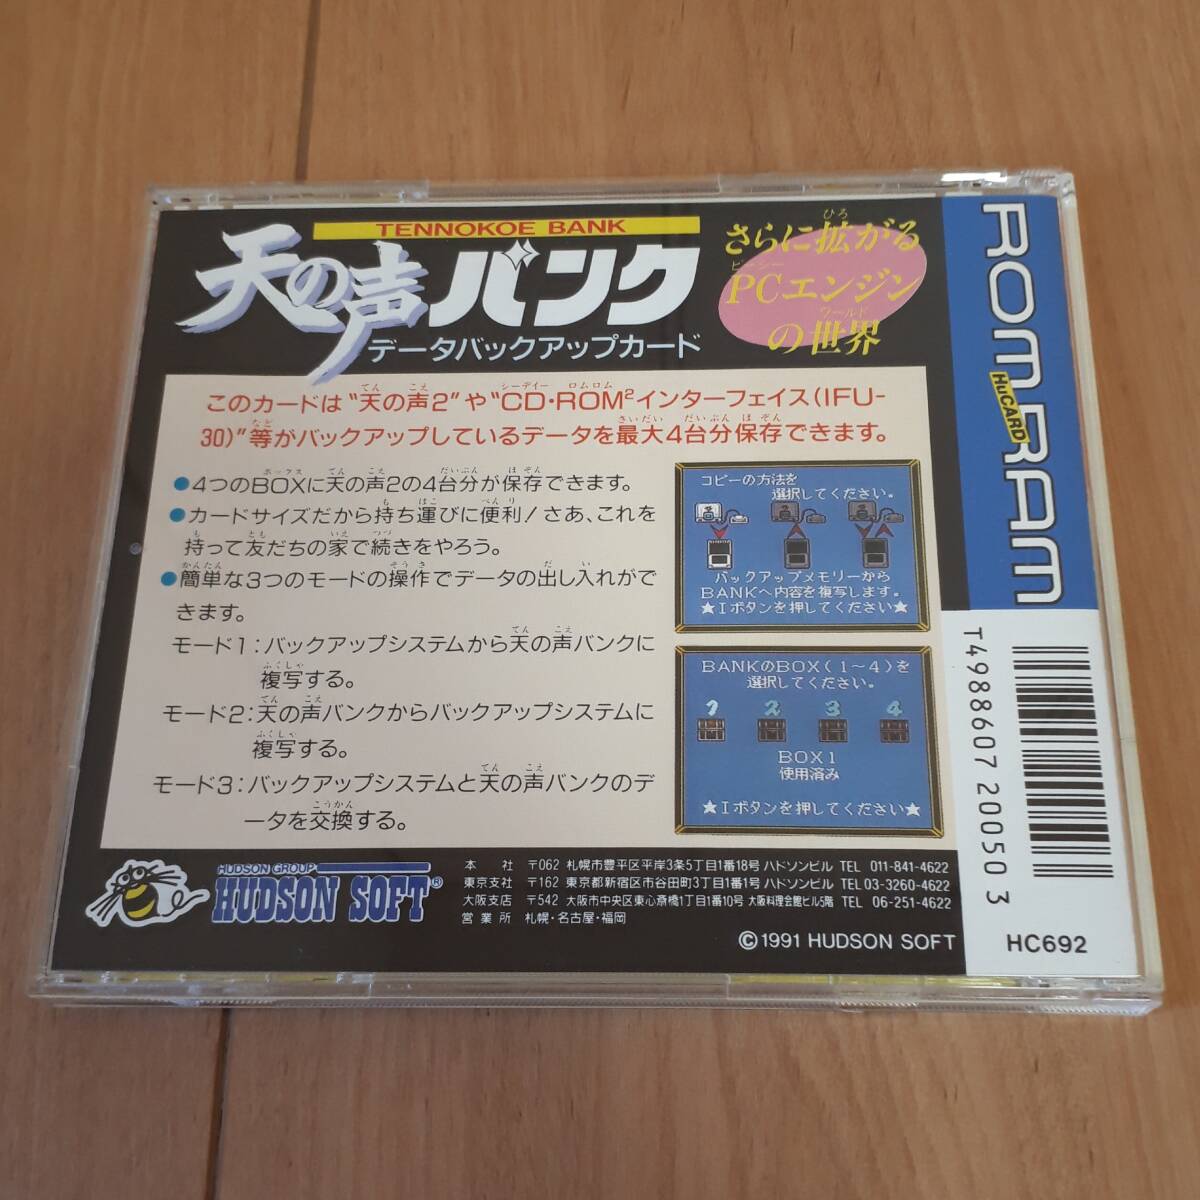 TENNOKOE BANK
天の声バンク
データバックアップカード
さらに拡がる
ひろ
PCエンジン
ピーシー
の世界
ワールド
このカードは“天の声2”や“CD・ROM²インターフェイス(IFU-
30)”等がバックアップしているデータを最大4台分保存できます。
●4つのBOXに天の声2の4台分が保存できます。
●カードサイズだから持ち運びに便利！さあ、これを
持って友だちの家で続きをやろう。
●簡単な3つのモードの操作でデータの出し入れがで
きます。
モード1：バックアップシステムから天の声バンクに
複写する。
モード2：天の声バンクからバックアップシステムに
複写する。
モード3：バックアップシステムと天の声バンクのデ
ータを交換する。
コピーの方法を
選択してください。
バックアップメモリーから
BANKへ内容を複写します。
★Iボタンを押してください★
BANKのBOX(1～4)を
選択してください。
1 2 3 4
BOX1
使用済み
★Iボタンを押してください★
HUDSON GROUP
HUDSON SOFT®
本 社 〒062 札幌市豊平区平岸3条5丁目1番18号 ハドソンビル TEL 011-841-4622
東京支社 〒162 東京都新宿区市谷田町3丁目1番1号 ハドソンビル TEL 03-3260-4622
大阪支店 〒542 大阪市中央区東心斎橋1丁目1番10号 大阪料理会館ビル5階 TEL 06-251-4622
営業所 札幌・名古屋・福岡
©1991 HUDSON SOFT
ROM RAM
HuCARD
T4988607 20050 3
HC692